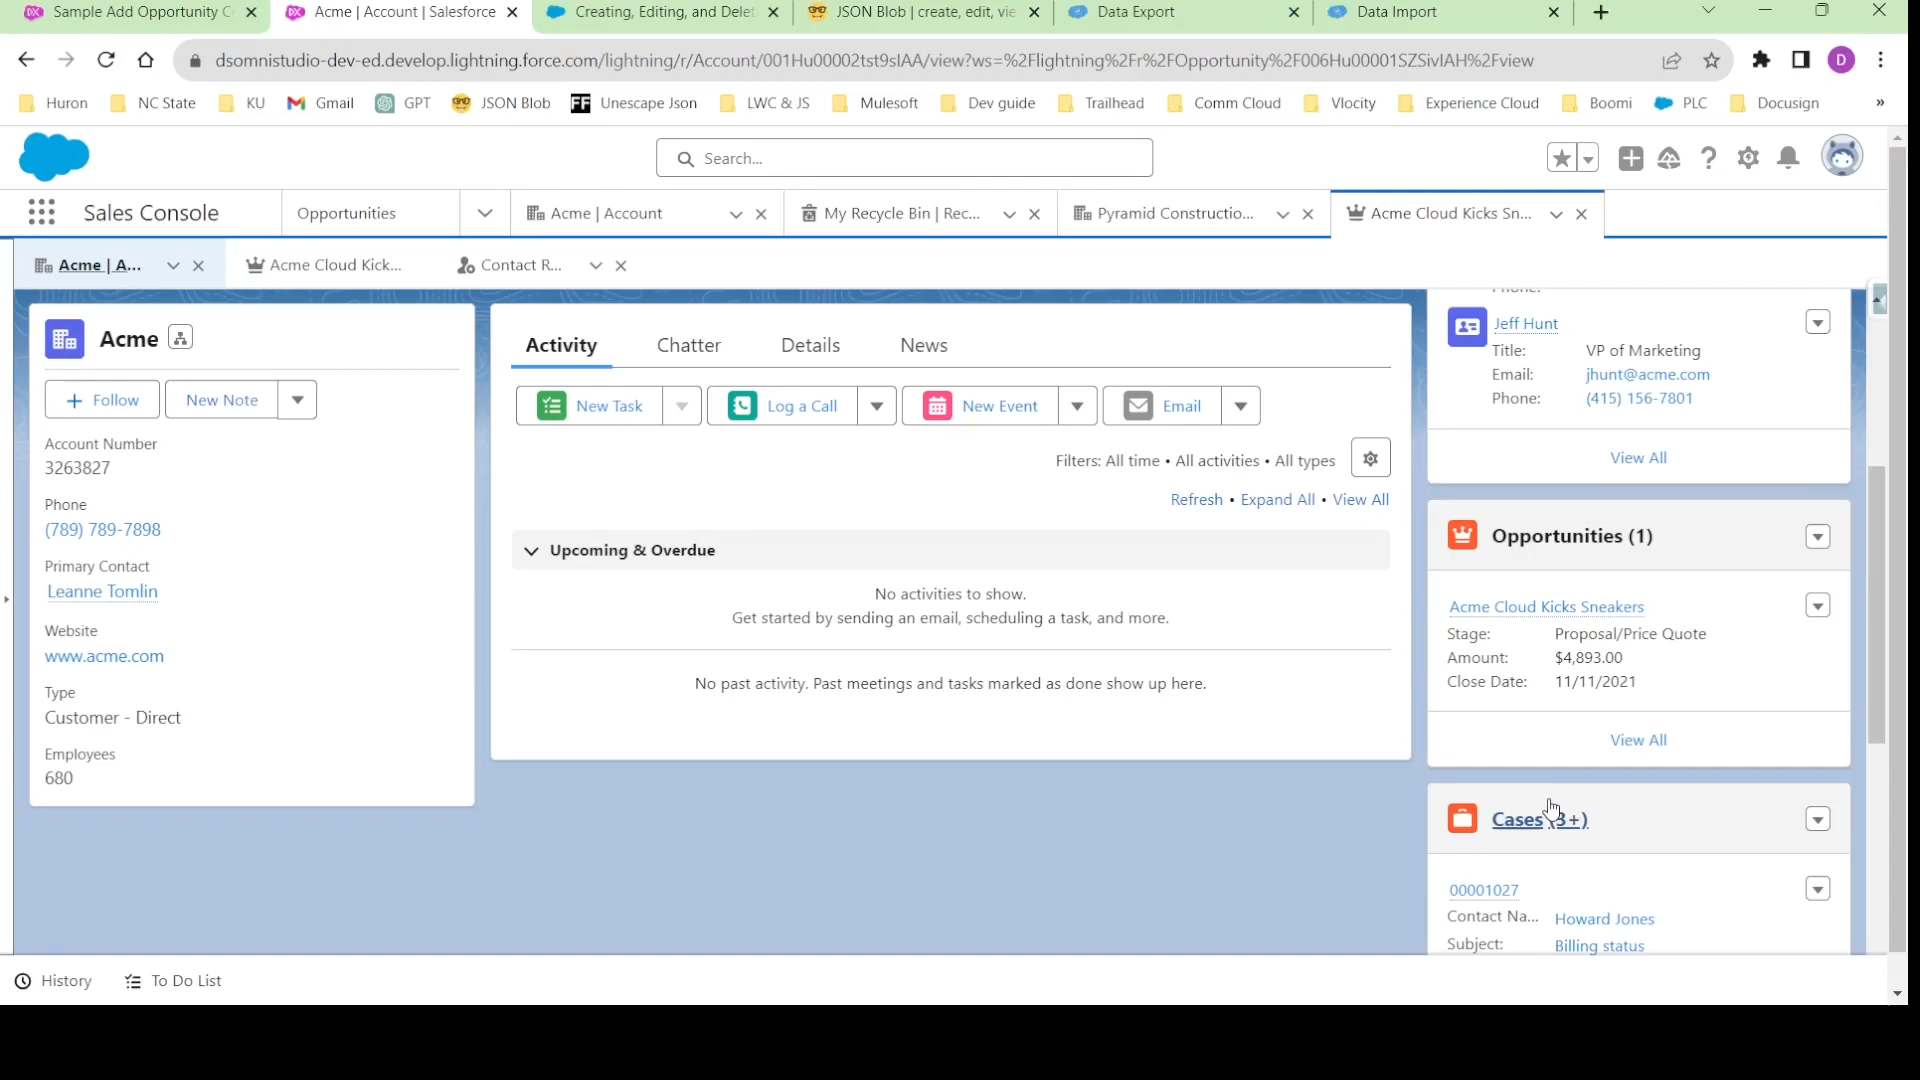 Sample Add Opportunity C
Acme | Account | Salesforce
Creating, Editing, and Delet
JSON Blob | create, edit, vie
Data Export
Data Import
dsomnistudio-dev-ed.develop.lightning.force.com/lightning/r/Account/001Hu00002tst9sIAA/view?ws=%2Flightning%2Fr%2FOpportunity%2F006Hu00001SZSivIAH%2Fview
D
Huron
NC State
KU
Gmail
GPT
JSON Blob
FF Unescape Json
LWC & JS
Mulesoft
Dev guide
Trailhead
Comm Cloud
Vlocity
Experience Cloud
Boomi
PLC
Docusign
»
Search...
Sales Console
Opportunities
Acme | Account
My Recycle Bin | Rec...
Pyramid Constructio...
Acme Cloud Kicks Sn...
Acme | A...
Acme Cloud Kick...
Contact R...
Acme
Follow
New Note
Account Number
3263827
Phone
(789) 789-7898
Primary Contact
Leanne Tomlin
Website
www.acme.com
Type
Customer - Direct
Employees
680
Activity
Chatter
Details
News
New Task
Log a Call
New Event
Email
Filters: All time • All activities • All types
Refresh • Expand All • View All
Upcoming & Overdue
No activities to show.
Get started by sending an email, scheduling a task, and more.
No past activity. Past meetings and tasks marked as done show up here.
Phone:
Jeff Hunt
Title: VP of Marketing
Email: jhunt@acme.com
Phone: (415) 156-7801
View All
Opportunities (1)
Acme Cloud Kicks Sneakers
Stage: Proposal/Price Quote
Amount: $4,893.00
Close Date: 11/11/2021
View All
Cases (3+)
00001027
Contact Na... Howard Jones
Subject: Billing status
History
To Do List